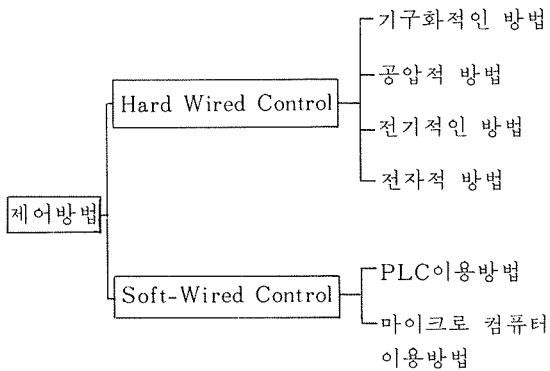 기구화적인 방법
공압적 방법
Hard Wired Control
전기적인 방법
전자적 방법
제어방법
PLC이용방법
Soft-Wired Control
마이크로 컴퓨터
이용방법